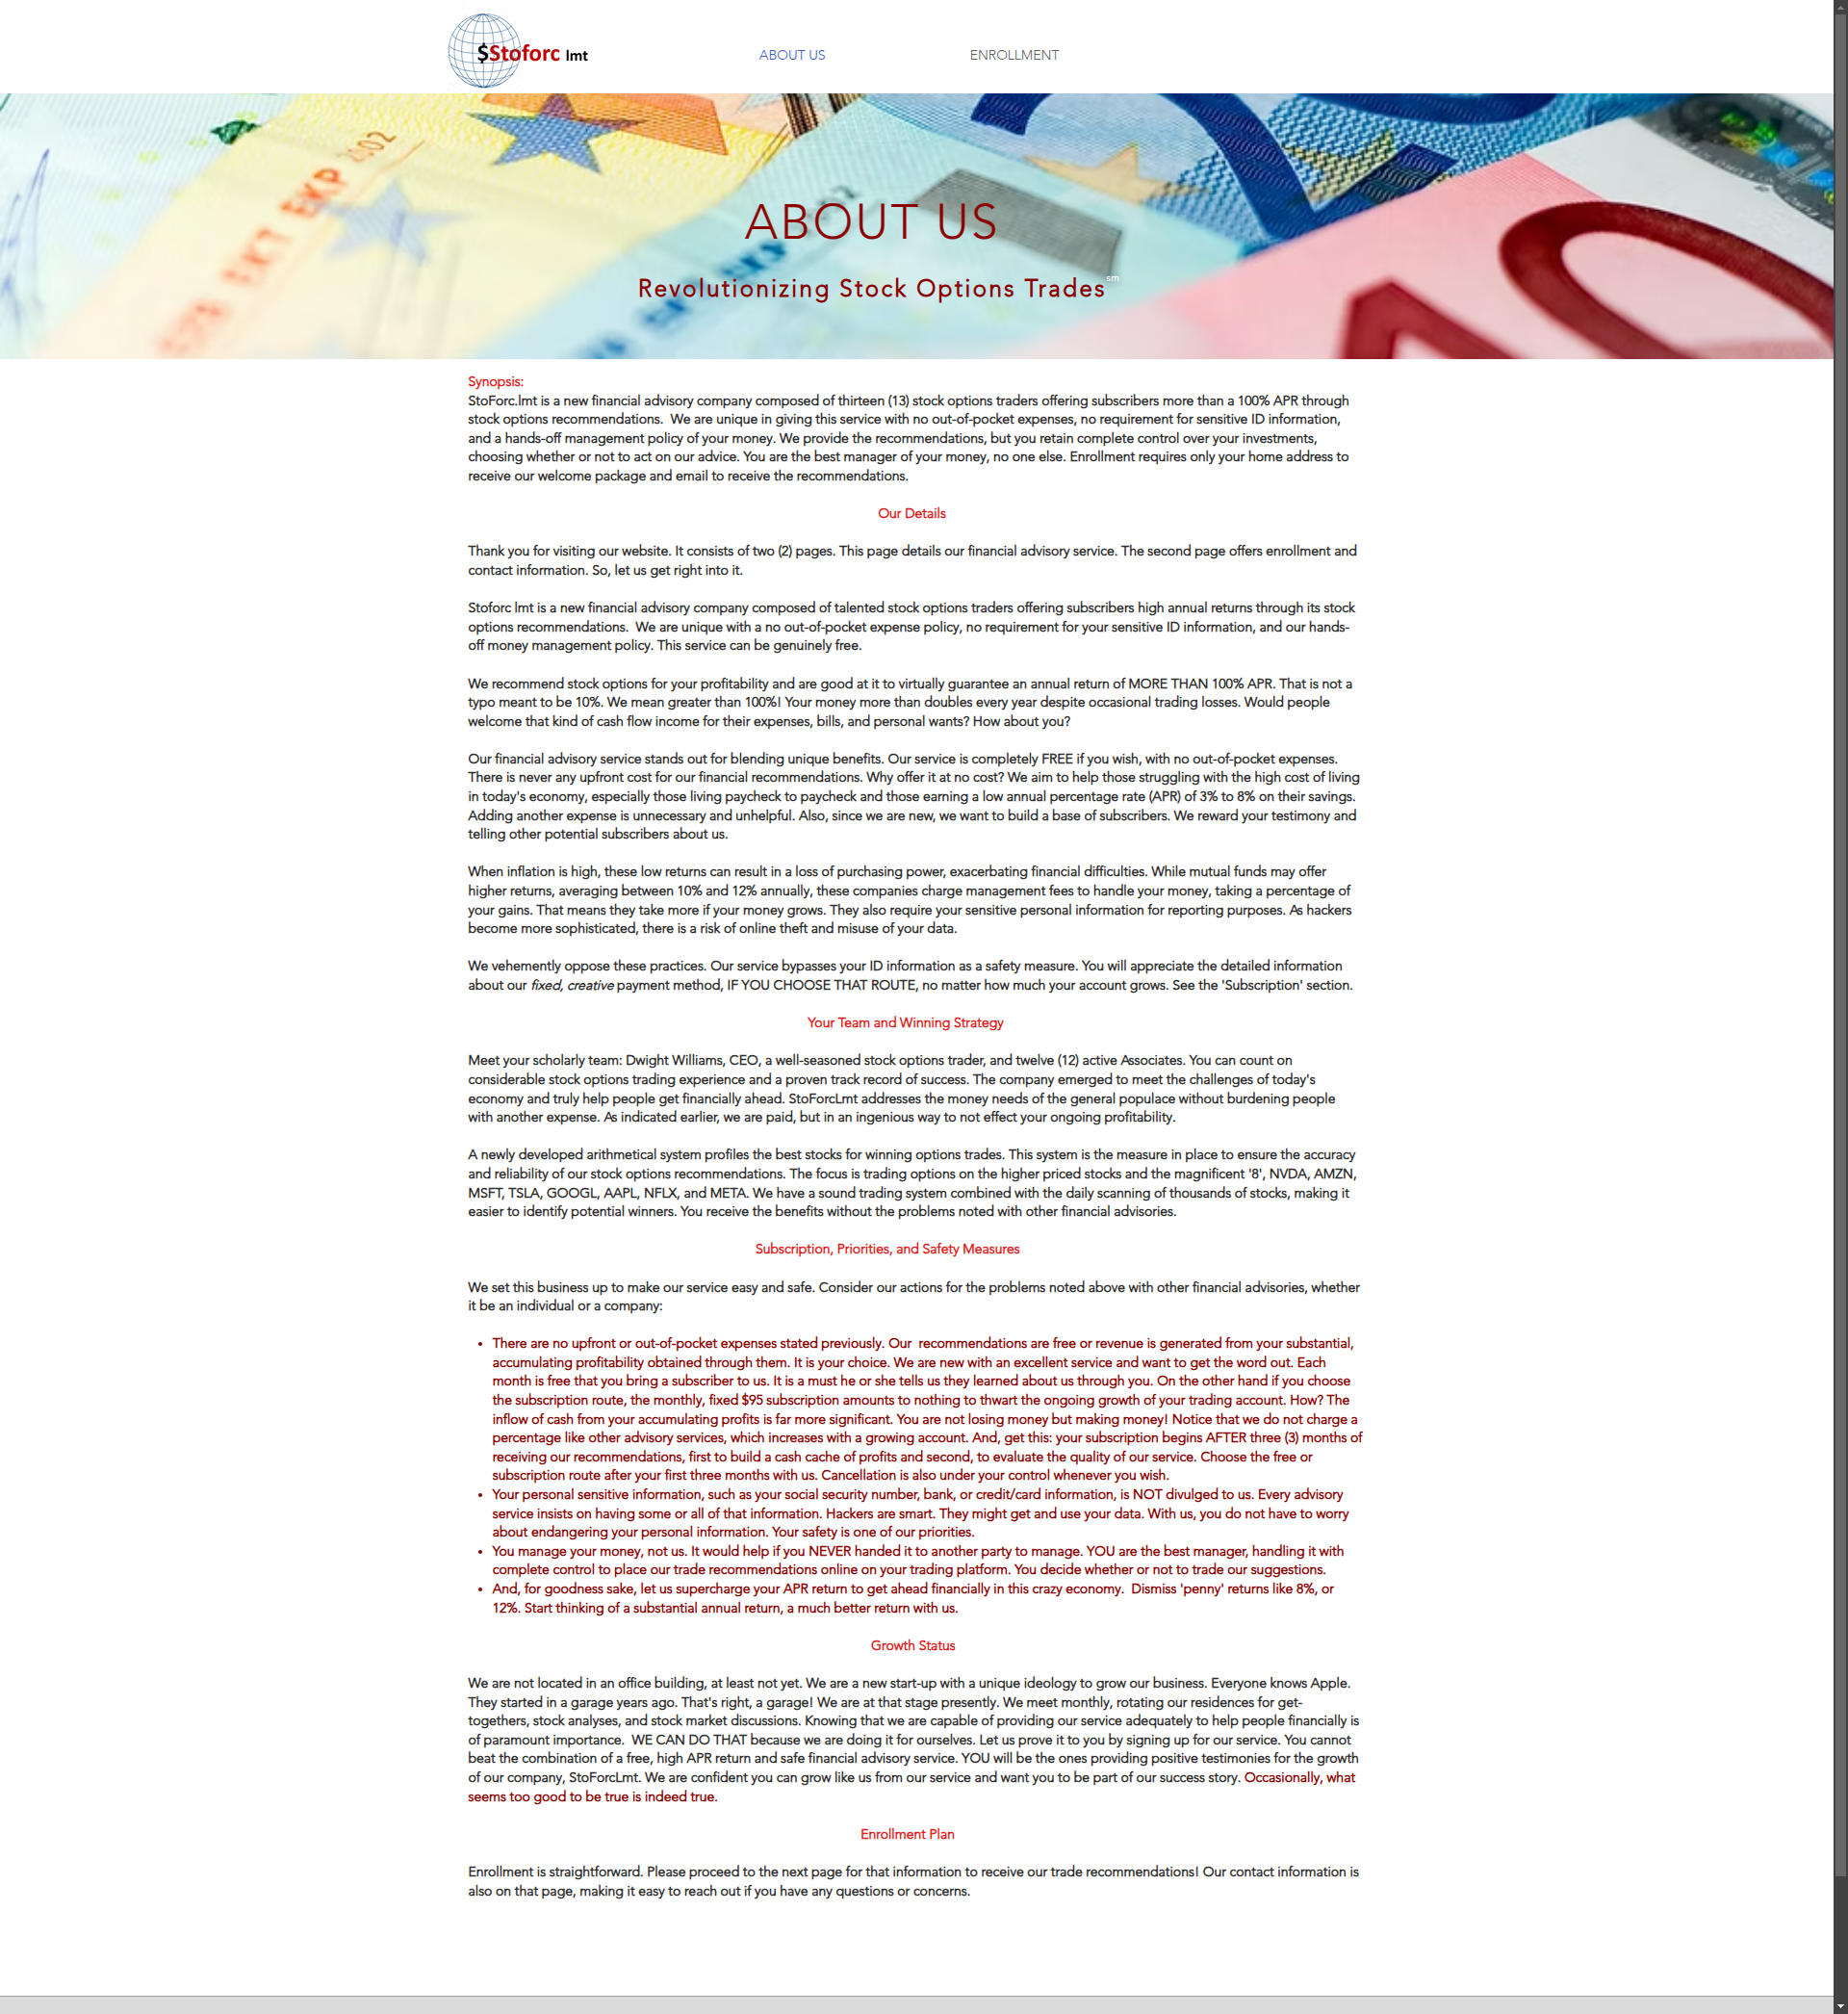 $Stoforc lmt
ABOUT US
ENROLLMENT
EKT EKP 2002
ABOUT US
Revolutionizing Stock Options Trades sm
Synopsis:
StoForc.lmt is a new financial advisory company composed of thirteen (13) stock options traders offering subscribers more than a 100% APR through
stock options recommendations.  We are unique in giving this service with no out-of-pocket expenses, no requirement for sensitive ID information,
and a hands-off management policy of your money. We provide the recommendations, but you retain complete control over your investments,
choosing whether or not to act on our advice. You are the best manager of your money, no one else. Enrollment requires only your home address to
receive our welcome package and email to receive the recommendations.
Our Details
Thank you for visiting our website. It consists of two (2) pages. This page details our financial advisory service. The second page offers enrollment and
contact information. So, let us get right into it.
Stoforc lmt is a new financial advisory company composed of talented stock options traders offering subscribers high annual returns through its stock
options recommendations.  We are unique with a no out-of-pocket expense policy, no requirement for your sensitive ID information, and our hands-
off money management policy. This service can be genuinely free.
We recommend stock options for your profitability and are good at it to virtually guarantee an annual return of MORE THAN 100% APR. That is not a
typo meant to be 10%. We mean greater than 100%! Your money more than doubles every year despite occasional trading losses. Would people
welcome that kind of cash flow income for their expenses, bills, and personal wants? How about you?
Our financial advisory service stands out for blending unique benefits. Our service is completely FREE if you wish, with no out-of-pocket expenses.
There is never any upfront cost for our financial recommendations. Why offer it at no cost? We aim to help those struggling with the high cost of living
in today's economy, especially those living paycheck to paycheck and those earning a low annual percentage rate (APR) of 3% to 8% on their savings.
Adding another expense is unnecessary and unhelpful. Also, since we are new, we want to build a base of subscribers. We reward your testimony and
telling other potential subscribers about us.
When inflation is high, these low returns can result in a loss of purchasing power, exacerbating financial difficulties. While mutual funds may offer
higher returns, averaging between 10% and 12% annually, these companies charge management fees to handle your money, taking a percentage of
your gains. That means they take more if your money grows. They also require your sensitive personal information for reporting purposes. As hackers
become more sophisticated, there is a risk of online theft and misuse of your data.
We vehemently oppose these practices. Our service bypasses your ID information as a safety measure. You will appreciate the detailed information
about our fixed, creative payment method, IF YOU CHOOSE THAT ROUTE, no matter how much your account grows. See the 'Subscription' section.
Your Team and Winning Strategy
Meet your scholarly team: Dwight Williams, CEO, a well-seasoned stock options trader, and twelve (12) active Associates. You can count on
considerable stock options trading experience and a proven track record of success. The company emerged to meet the challenges of today's
economy and truly help people get financially ahead. StoForcLmt addresses the money needs of the general populace without burdening people
with another expense. As indicated earlier, we are paid, but in an ingenious way to not effect your ongoing profitability.
A newly developed arithmetical system profiles the best stocks for winning options trades. This system is the measure in place to ensure the accuracy
and reliability of our stock options recommendations. The focus is trading options on the higher priced stocks and the magnificent '8', NVDA, AMZN,
MSFT, TSLA, GOOGL, AAPL, NFLX, and META. We have a sound trading system combined with the daily scanning of thousands of stocks, making it
easier to identify potential winners. You receive the benefits without the problems noted with other financial advisories.
Subscription, Priorities, and Safety Measures
We set this business up to make our service easy and safe. Consider our actions for the problems noted above with other financial advisories, whether
it be an individual or a company:
• There are no upfront or out-of-pocket expenses stated previously. Our  recommendations are free or revenue is generated from your substantial,
accumulating profitability obtained through them. It is your choice. We are new with an excellent service and want to get the word out. Each
month is free that you bring a subscriber to us. It is a must he or she tells us they learned about us through you. On the other hand if you choose
the subscription route, the monthly, fixed $95 subscription amounts to nothing to thwart the ongoing growth of your trading account. How? The
inflow of cash from your accumulating profits is far more significant. You are not losing money but making money! Notice that we do not charge a
percentage like other advisory services, which increases with a growing account. And, get this: your subscription begins AFTER three (3) months of
receiving our recommendations, first to build a cash cache of profits and second, to evaluate the quality of our service. Choose the free or
subscription route after your first three months with us. Cancellation is also under your control whenever you wish.
• Your personal sensitive information, such as your social security number, bank, or credit/card information, is NOT divulged to us. Every advisory
service insists on having some or all of that information. Hackers are smart. They might get and use your data. With us, you do not have to worry
about endangering your personal information. Your safety is one of our priorities.
• You manage your money, not us. It would help if you NEVER handed it to another party to manage. YOU are the best manager, handling it with
complete control to place our trade recommendations online on your trading platform. You decide whether or not to trade our suggestions.
• And, for goodness sake, let us supercharge your APR return to get ahead financially in this crazy economy.  Dismiss 'penny' returns like 8%, or
12%. Start thinking of a substantial annual return, a much better return with us.
Growth Status
We are not located in an office building, at least not yet. We are a new start-up with a unique ideology to grow our business. Everyone knows Apple.
They started in a garage years ago. That's right, a garage! We are at that stage presently. We meet monthly, rotating our residences for get-
togethers, stock analyses, and stock market discussions. Knowing that we are capable of providing our service adequately to help people financially is
of paramount importance.  WE CAN DO THAT because we are doing it for ourselves. Let us prove it to you by signing up for our service. You cannot
beat the combination of a free, high APR return and safe financial advisory service. YOU will be the ones providing positive testimonies for the growth
of our company, StoForcLmt. We are confident you can grow like us from our service and want you to be part of our success story. Occasionally, what
seems too good to be true is indeed true.
Enrollment Plan
Enrollment is straightforward. Please proceed to the next page for that information to receive our trade recommendations! Our contact information is
also on that page, making it easy to reach out if you have any questions or concerns.